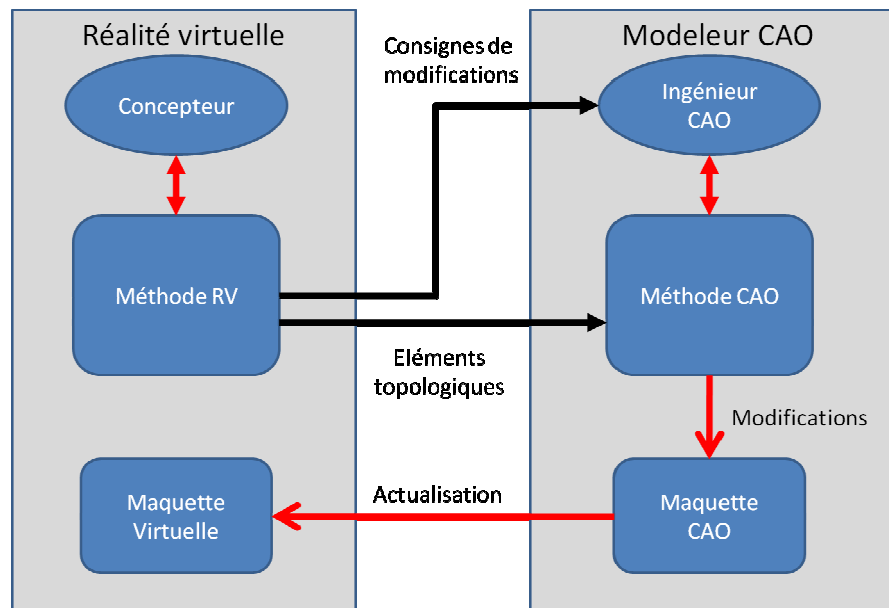 Réalité virtuelle
Consignes de
modifications
Modeleur CAO
Concepteur
Ingénieur
CAO
Méthode RV
Méthode CAO
Eléments
topologiques
Modifications
Maquette
Virtuelle
Actualisation
Maquette
CAO